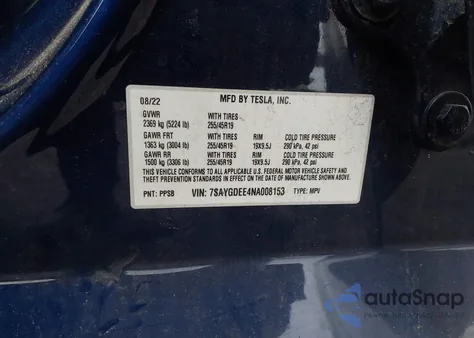 08/22 MFD BY TESLA, INC.
GVWR WITH TIRES
2369 kg (5224 lb) 255/45R19
GAWR FRT WITH TIRES RIM COLD TIRE PRESSURE
1363 kg (3004 lb) 255/45R19 19X9.5J 290 kPa, 42 psi
GAWR RR WITH TIRES RIM COLD TIRE PRESSURE
1500 kg (3306 lb) 255/45R19 19X9.5J 290 kPa, 42 psi
THIS VEHICLE CONFORMS TO ALL APPLICABLE U.S. FEDERAL MOTOR VEHICLE SAFETY AND
THEFT PREVENTION STANDARDS IN EFFECT ON THE DATE OF MANUFACTURE SHOWN ABOVE.
PNT: PPSB VIN: 7SAYGDEE4NA008153 TYPE: MPV
autoSnap